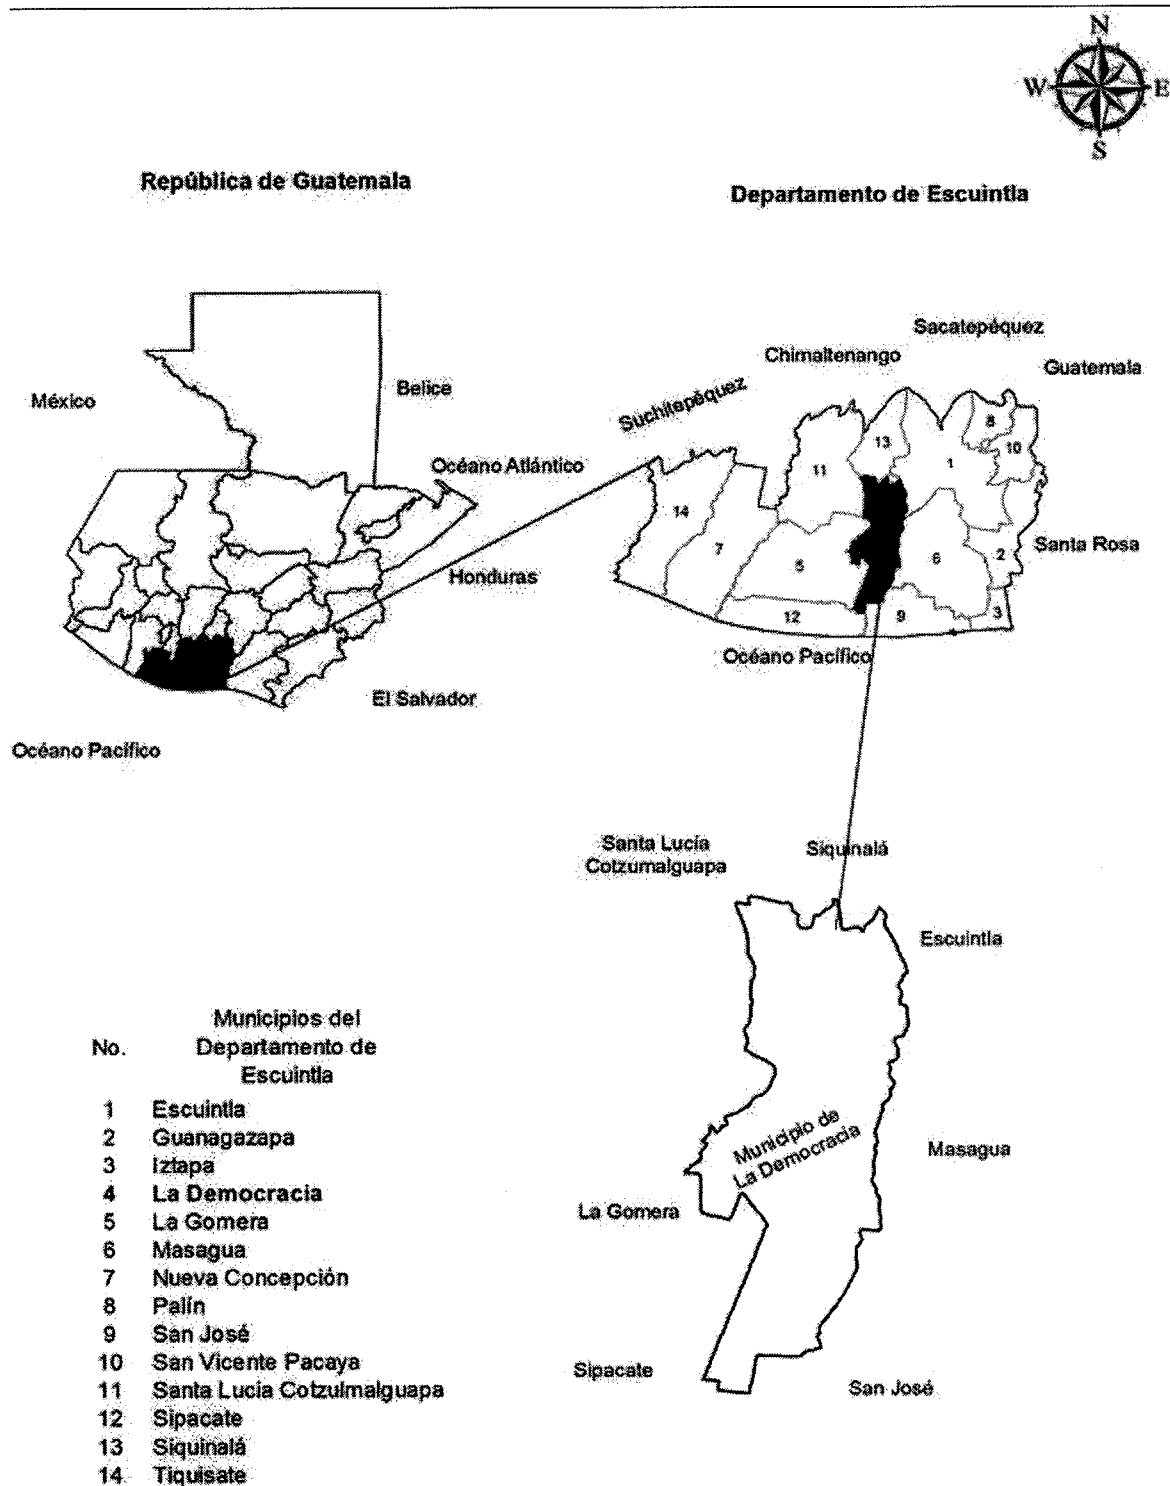 N
W E
S
República de Guatemala
Departamento de Escuintla
Sacatepéquez
Chimaltenango
Guatemala
Suchitepéquez
México
Belice
Océano Atlántico
Honduras
El Salvador
Océano Pacífico
8
13
10
11
1
14
7
5
6
2
Santa Rosa
12
9
3
Océano Pacífico
Santa Lucía
Cotzumalguapa
Siquinalá
Escuintla
Municipio de
La Democracia
Masagua
La Gomera
Sipacate
San José
Municipios del
No. Departamento de
Escuintla
1 Escuintla
2 Guanagazapa
3 Iztapa
4 La Democracia
5 La Gomera
6 Masagua
7 Nueva Concepción
8 Palín
9 San José
10 San Vicente Pacaya
11 Santa Lucía Cotzulmalguapa
12 Sipacate
13 Siquinalá
14 Tiquisate